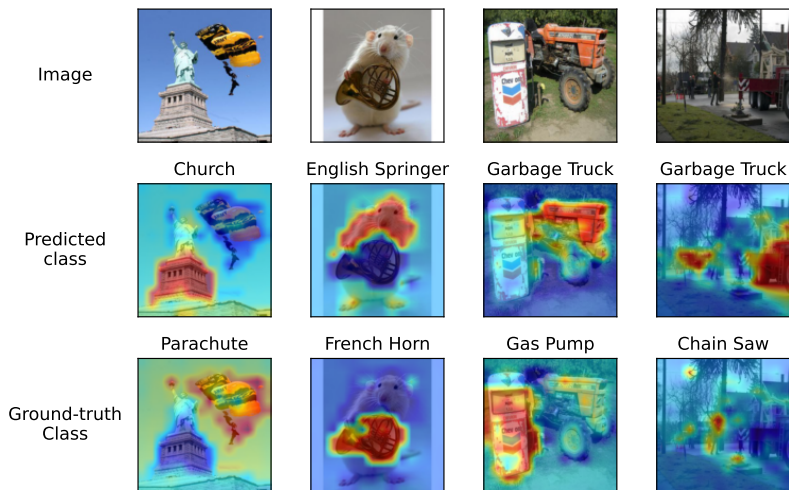 Image
Church
English Springer
Garbage Truck
Garbage Truck
Predicted
class
Parachute
French Horn
Gas Pump
Chain Saw
Ground-truth
Class